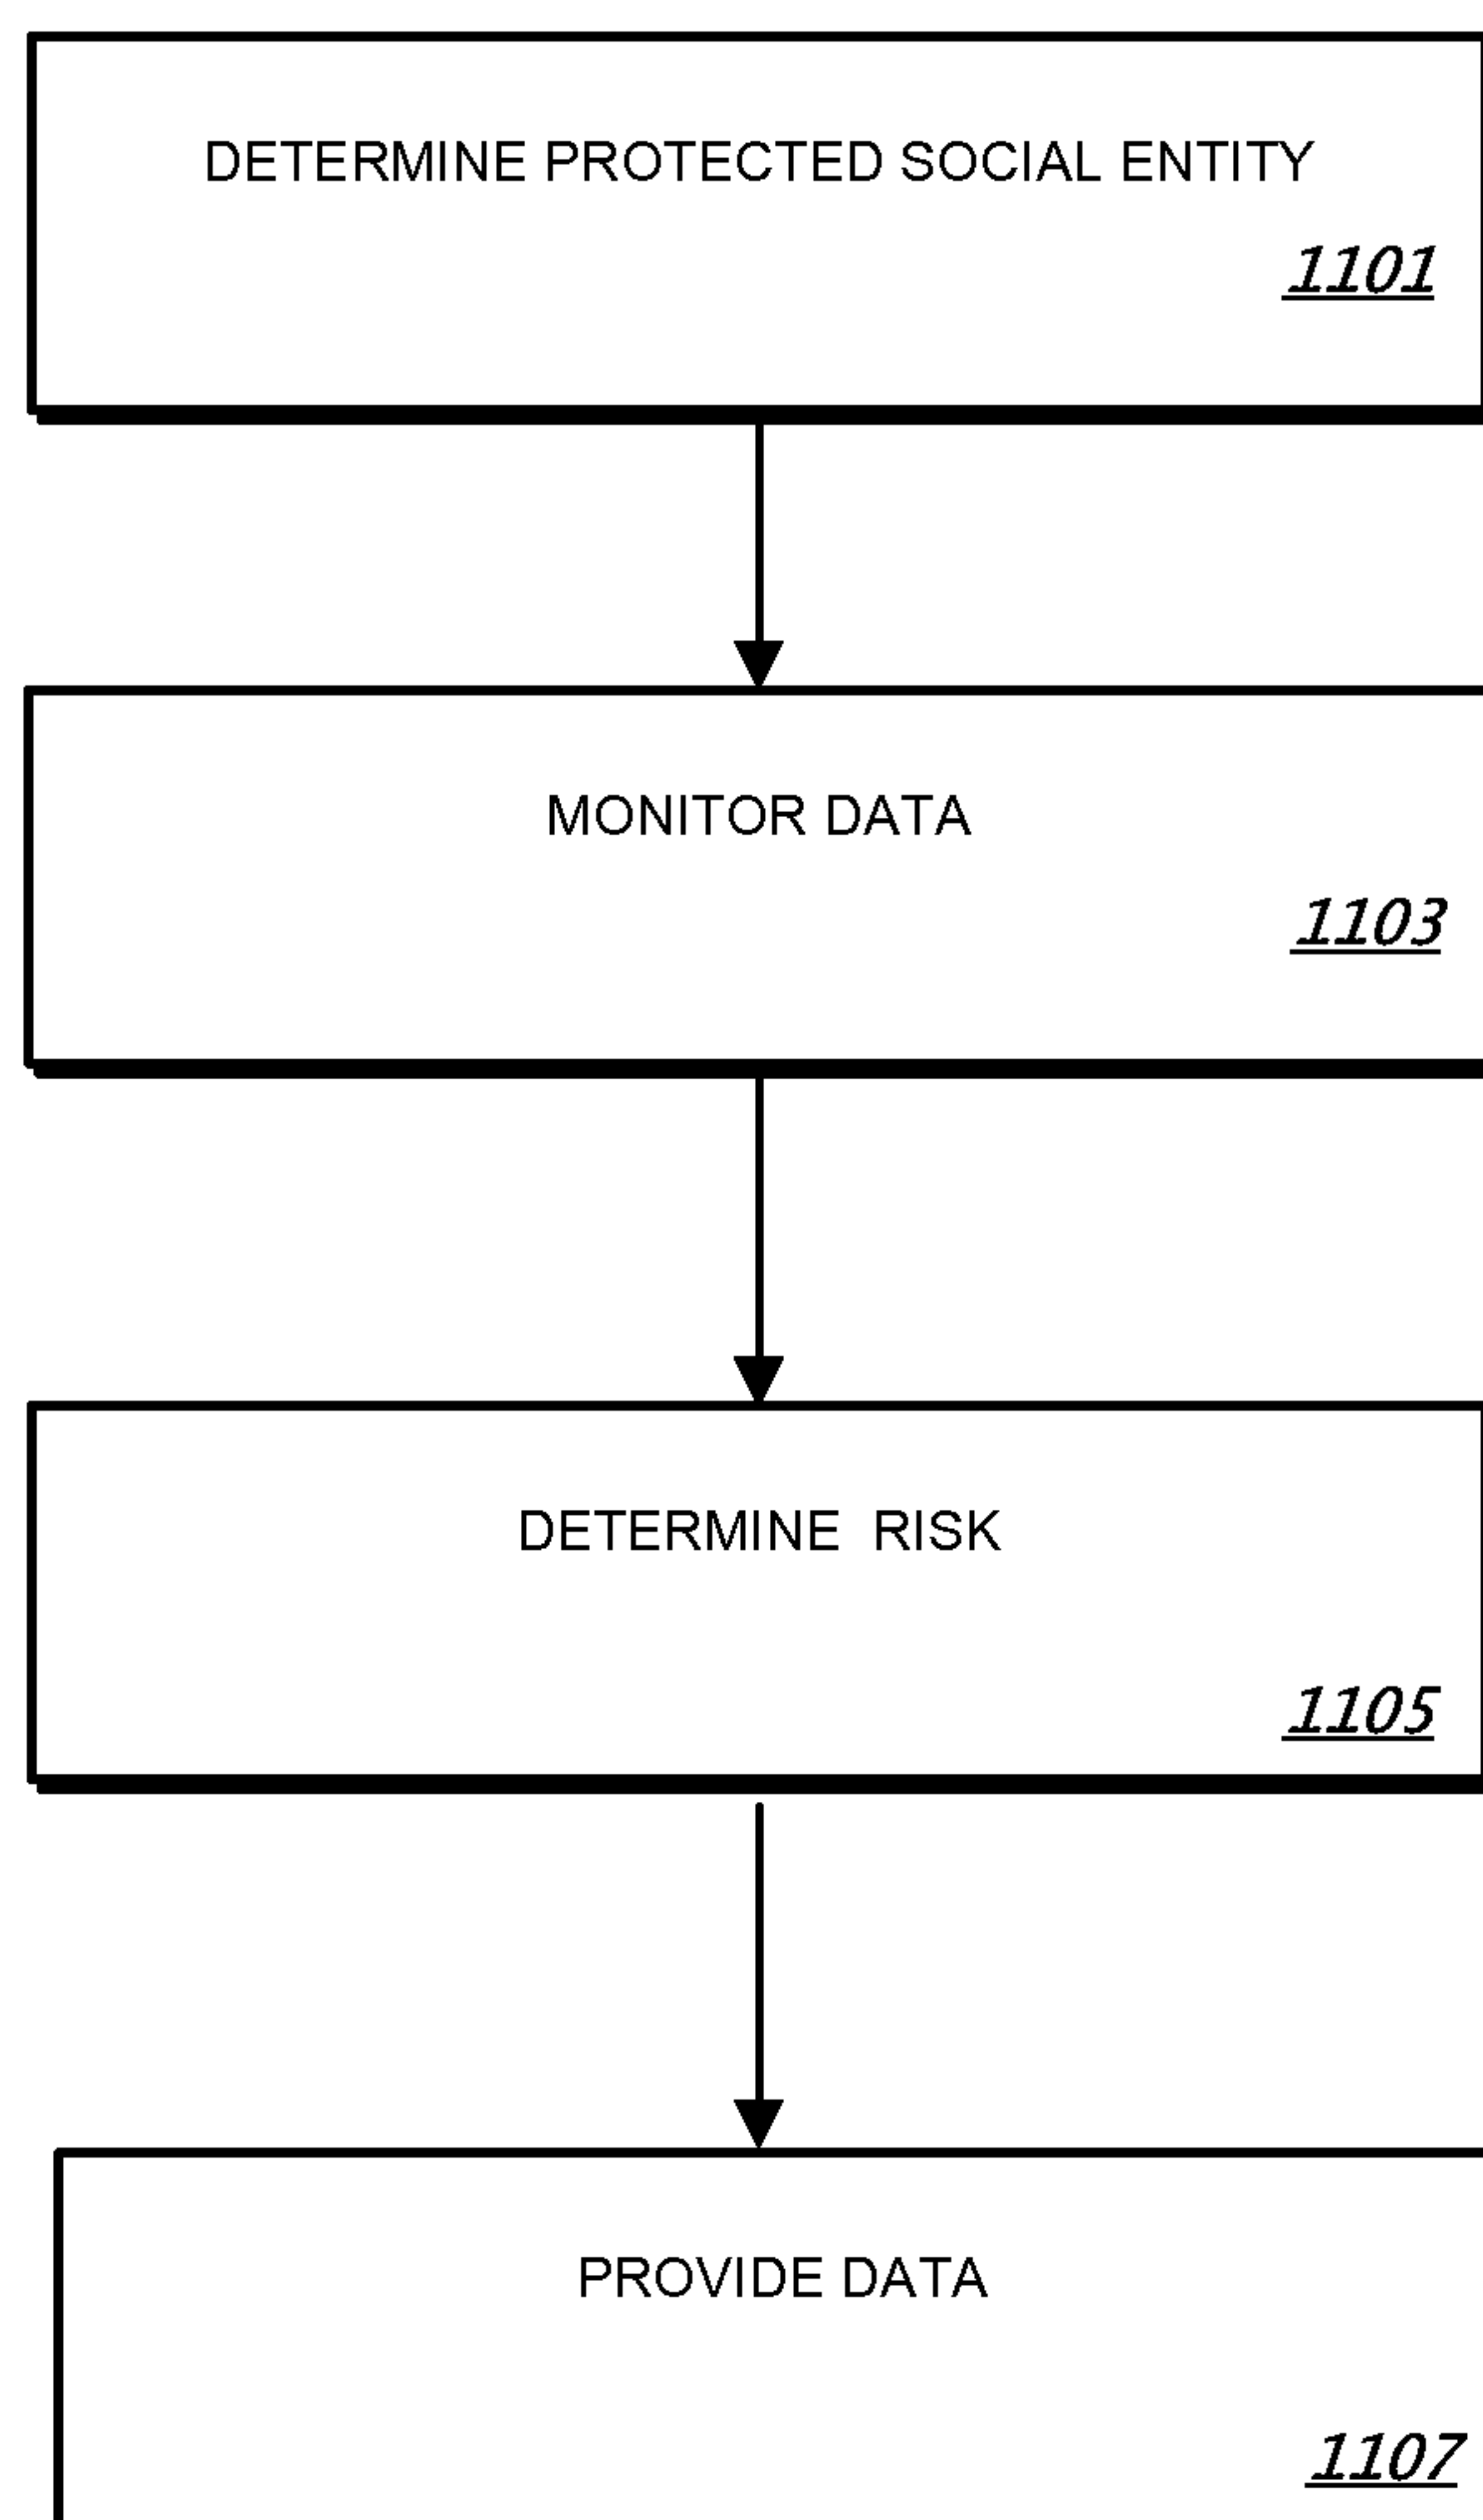 DETERMINE PROTECTED SOCIAL ENTITY
1101
MONITOR DATA
1103
DETERMINE RISK
1105
PROVIDE DATA
1107